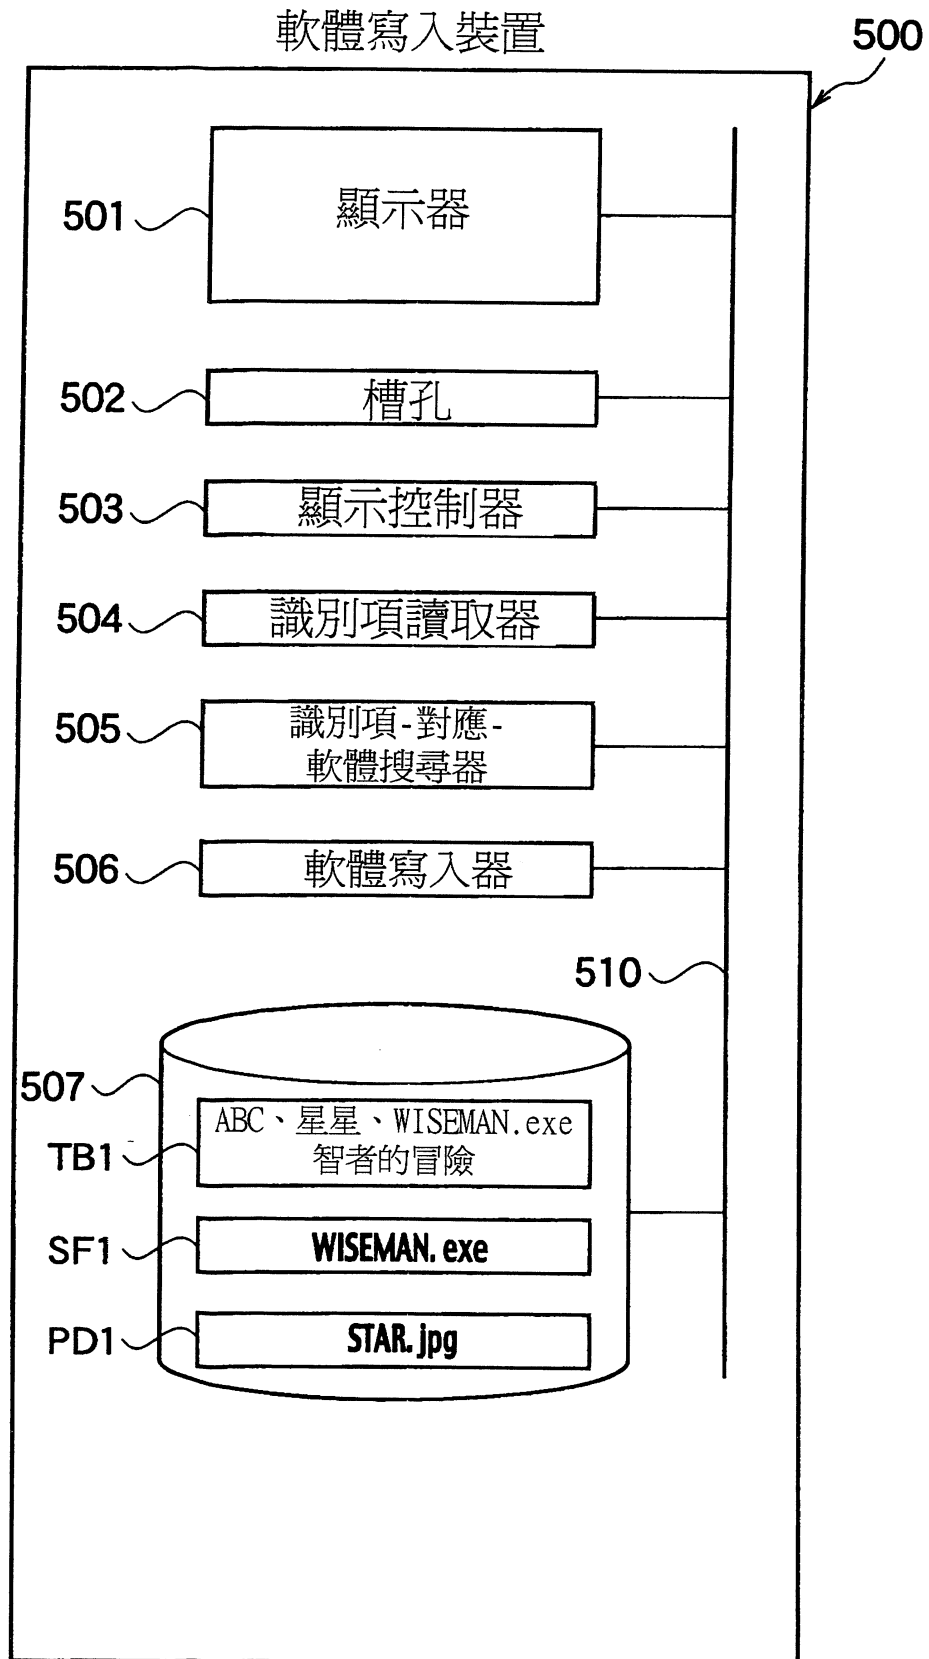 軟體寫入裝置
500
501
顯示器
502
槽孔
503
顯示控制器
504
識別項讀取器
505
識別項-對應-
軟體搜尋器
506
軟體寫入器
510
507
TB1
ABC、星星、WISEMAN.exe
智者的冒險
SF1
WISEMAN.exe
PD1
STAR.jpg